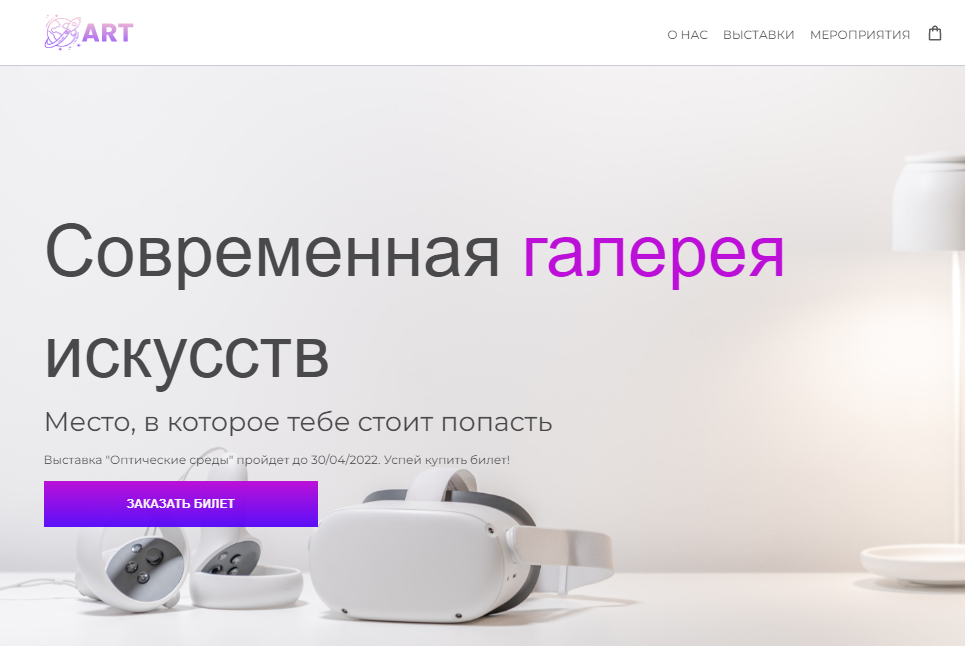 ART
О НАС ВЫСТАВКИ МЕРОПРИЯТИЯ
Современная галерея
искусств
Место, в которое тебе стоит попасть
Выставка "Оптические среды" пройдет до 30/04/2022. Успей купить билет!
ЗАКАЗАТЬ БИЛЕТ